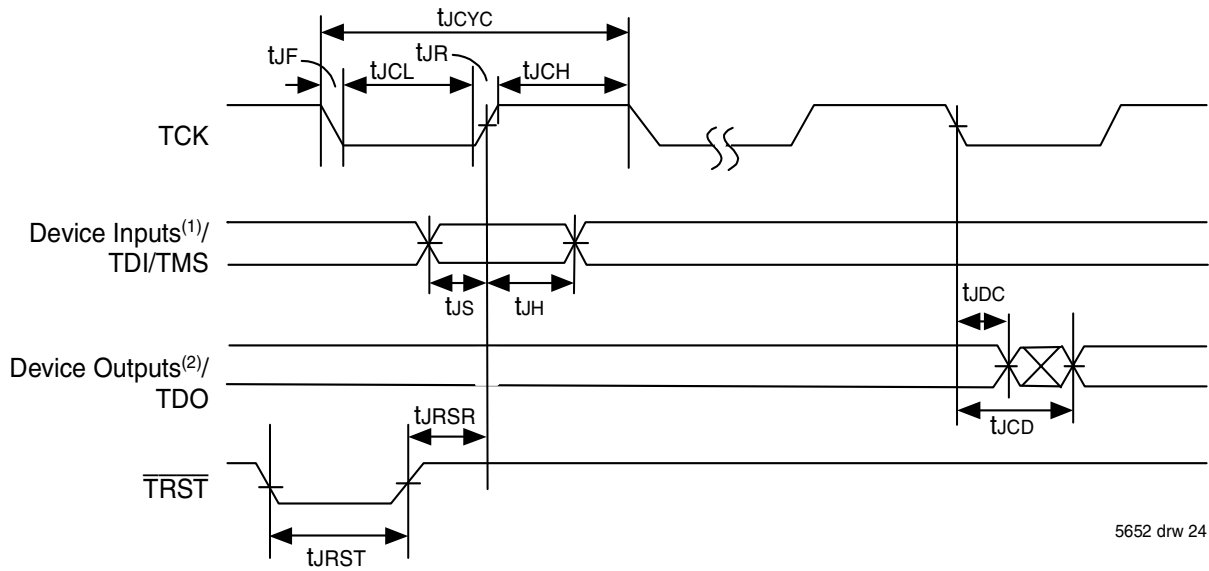 tJCYC
tJF
tJCL
tJR
tJCH
TCK
Device Inputs(1)/
TDI/TMS
tJS
tJH
tJDC
Device Outputs(2)/
TDO
tJRSR
tJCD
TRST
tJRST
5652 drw 24